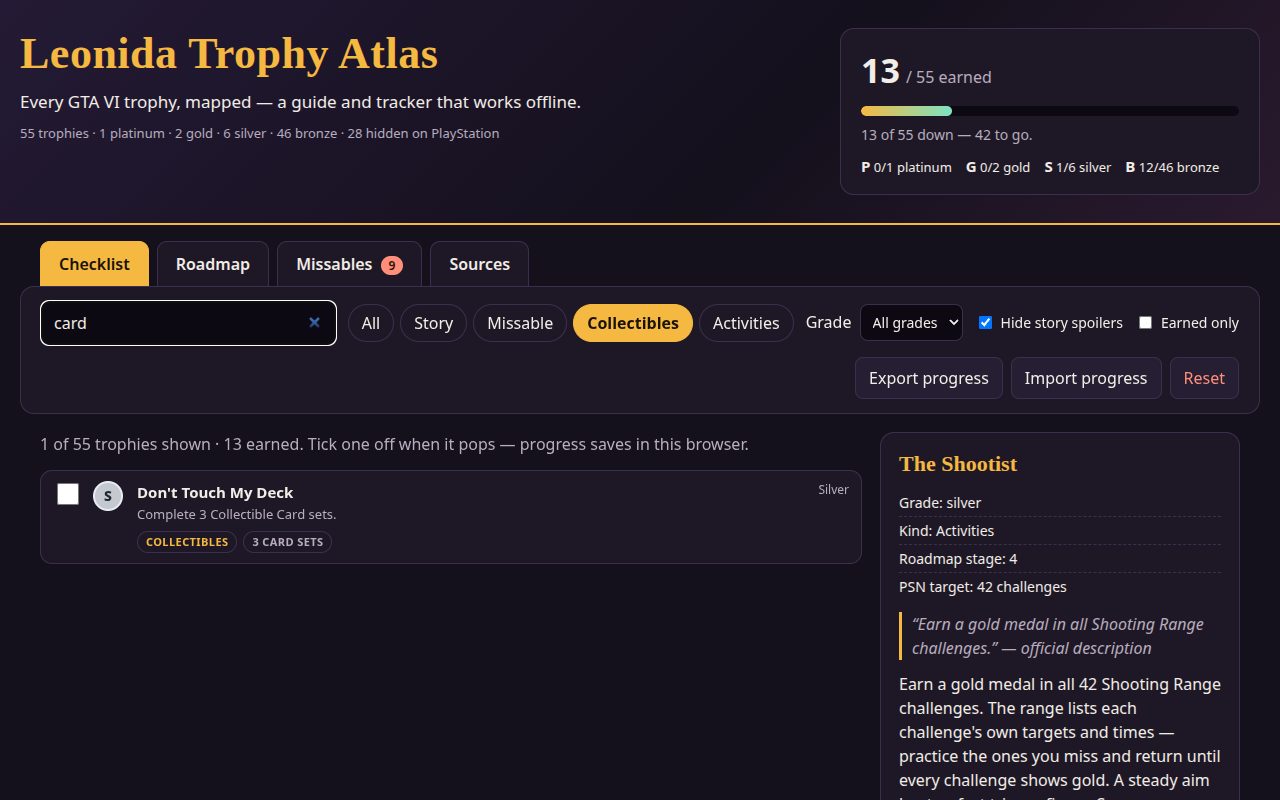 Leonida Trophy Atlas
Every GTA VI trophy, mapped — a guide and tracker that works offline.
55 trophies · 1 platinum · 2 gold · 6 silver · 46 bronze · 28 hidden on PlayStation
13 / 55 earned
13 of 55 down — 42 to go.
P 0/1 platinum G 0/2 gold S 1/6 silver B 12/46 bronze
Checklist Roadmap Missables 9 Sources
card All Story Missable Collectibles Activities Grade All grades Hide story spoilers Earned only
Export progress Import progress Reset
1 of 55 trophies shown · 13 earned. Tick one off when it pops — progress saves in this browser.
S Don't Touch My Deck Silver
Complete 3 Collectible Card sets.
COLLECTIBLES 3 CARD SETS
The Shootist
Grade: silver
Kind: Activities
Roadmap stage: 4
PSN target: 42 challenges
“Earn a gold medal in all Shooting Range
challenges.” — official description
Earn a gold medal in all 42 Shooting Range
challenges. The range lists each
challenge's own targets and times —
practice the ones you miss and return until
every challenge shows gold. A steady aim